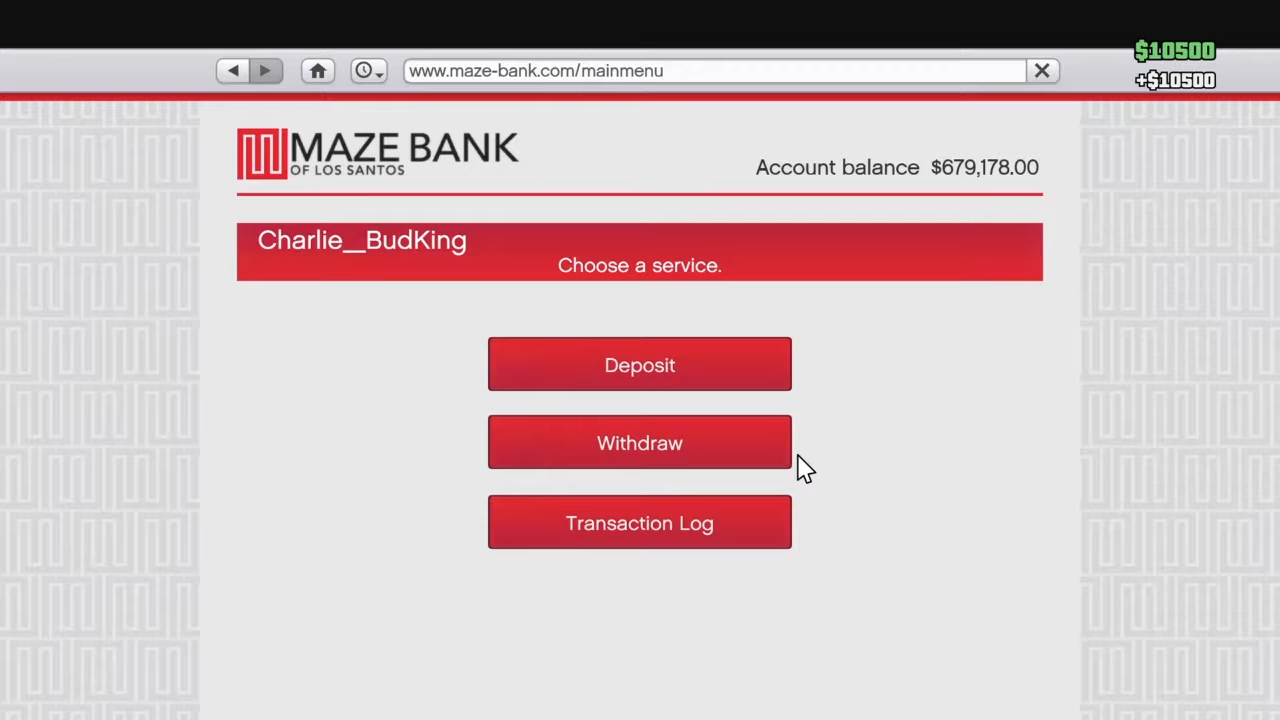 $10500
+$10500
www.maze-bank.com/mainmenu
MAZE BANK
OF LOS SANTOS
Account balance $679,178.00
Charlie__BudKing
Choose a service.
Deposit
Withdraw
Transaction Log